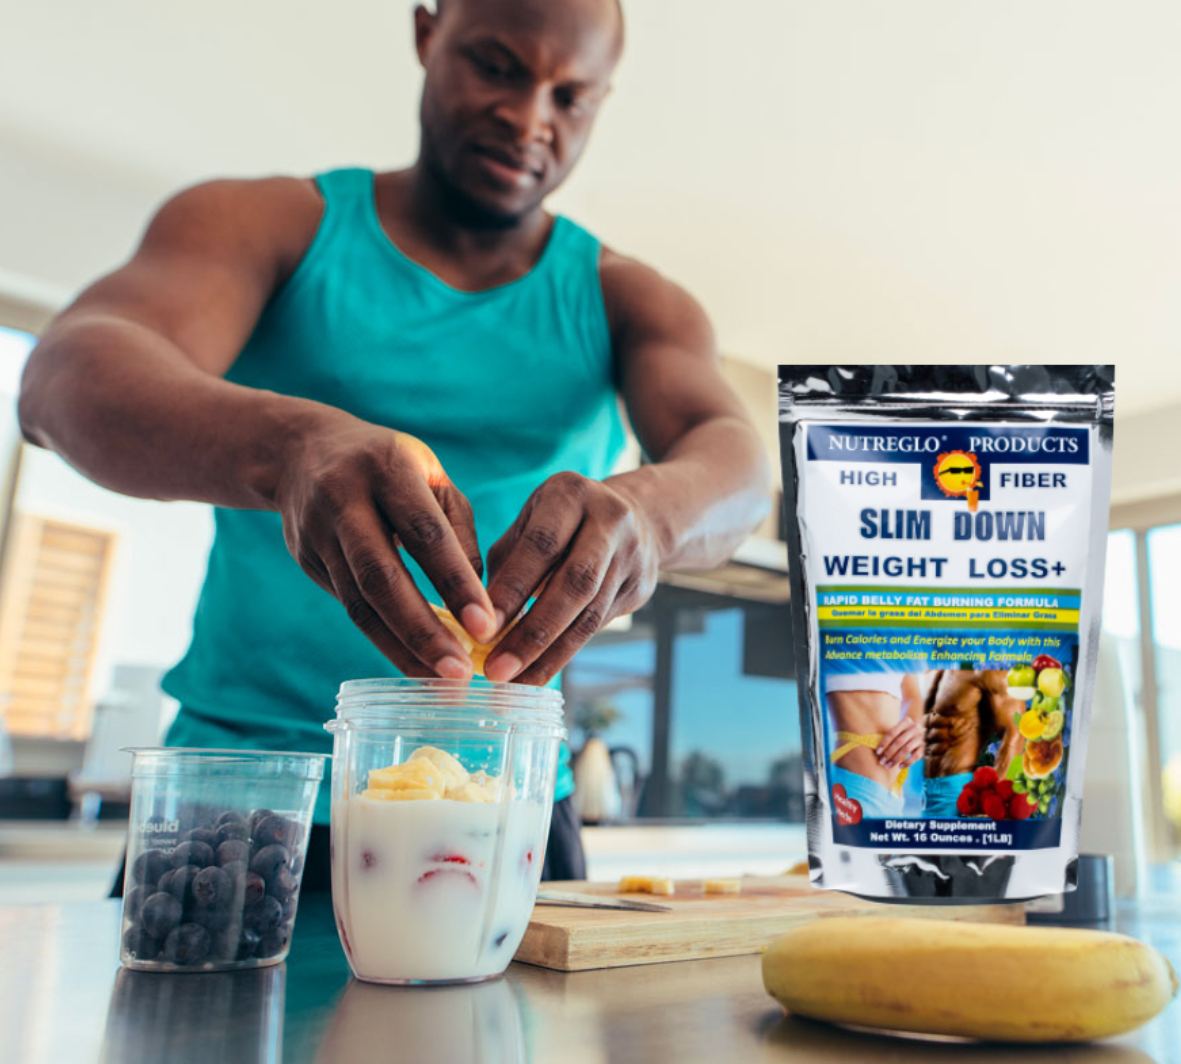 NUTREGLO® PRODUCTS
HIGH FIBER
SLIM DOWN
WEIGHT LOSS+
RAPID BELLY FAT BURNING FORMULA
Quemar la grasa del Abdomen para Eliminar Grasa
Burn Calories and Energize your Body with this
Advance metabolism Enhancing Formula
Healthy
Dietary Supplement
Net Wt. 16 Ounces . [1LB]